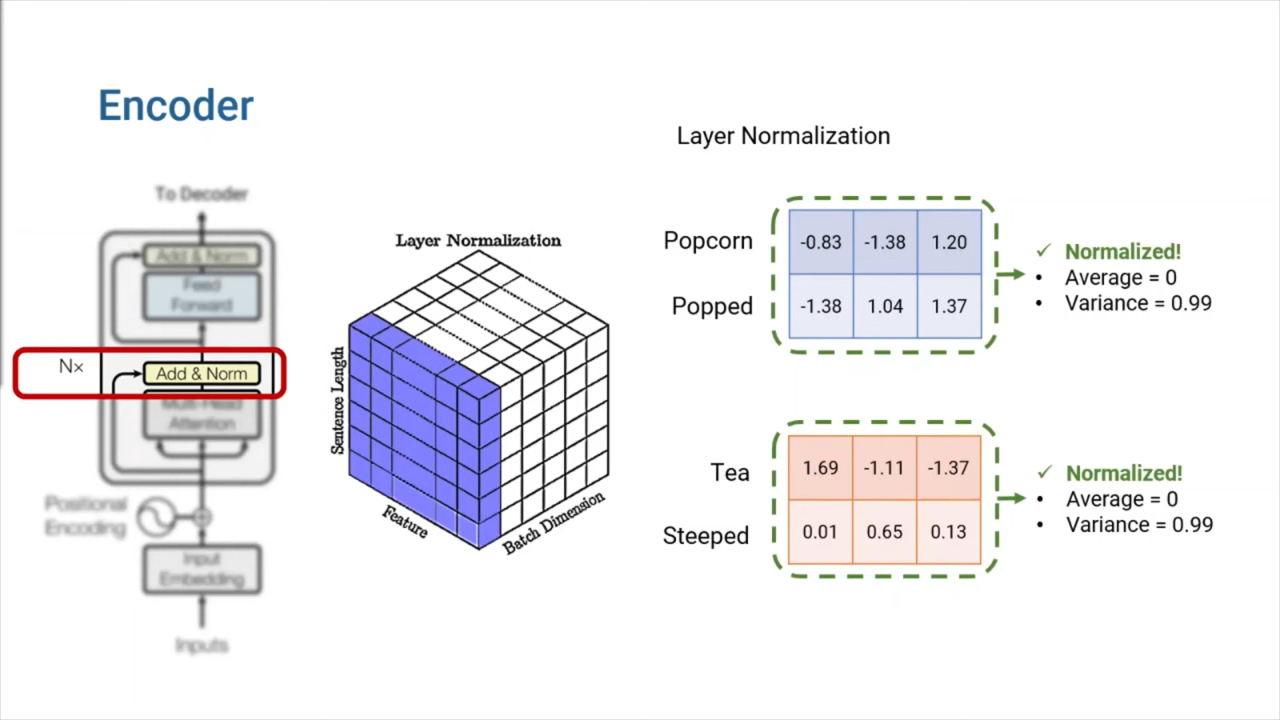 Encoder
To Decoder
Add & Norm
Feed
Forward
N×
Add & Norm
Multi-Head
Attention
Positional
Encoding
Input
Embedding
Inputs
Layer Normalization
Sentence Length
Feature
Batch Dimension
Layer Normalization
Popcorn
-0.83 -1.38 1.20
Popped
-1.38 1.04 1.37
✓ Normalized!
• Average = 0
• Variance = 0.99
Tea
1.69 -1.11 -1.37
Steeped
0.01 0.65 0.13
✓ Normalized!
• Average = 0
• Variance = 0.99